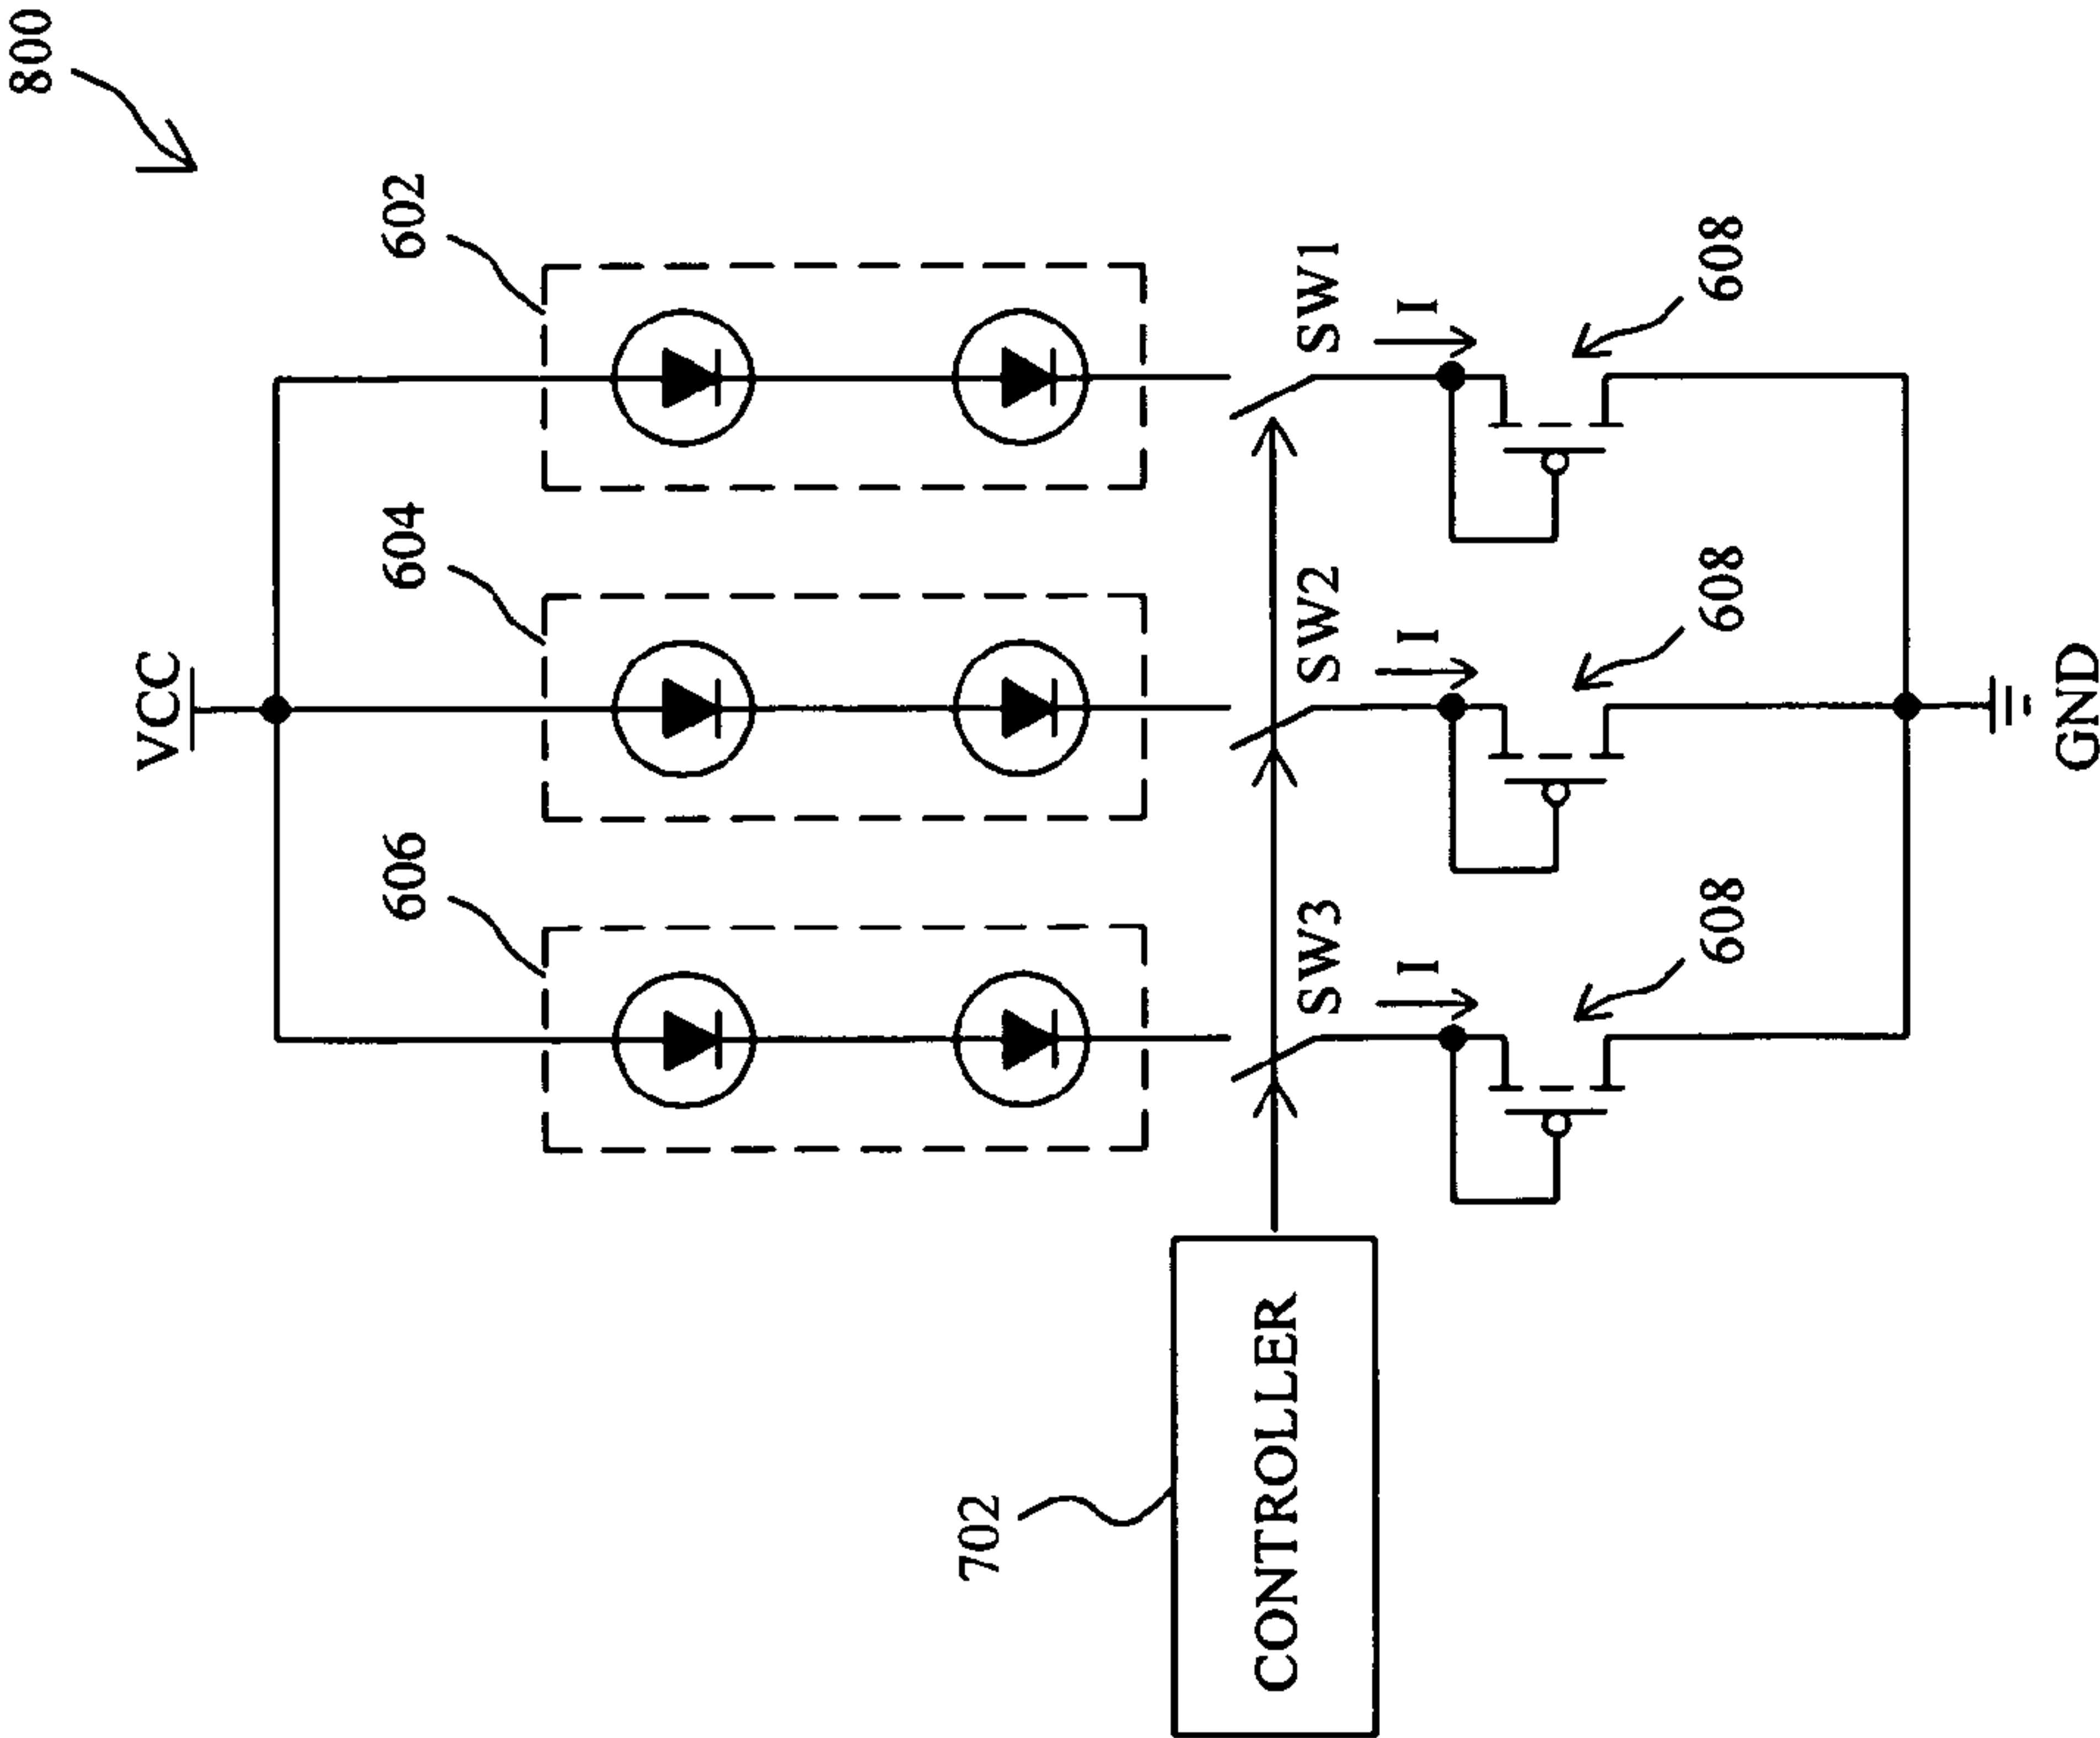 800
VCC
606
604
602
SW3
SW2
SW1
I
I
I
702
CONTROLLER
608
608
608
GND